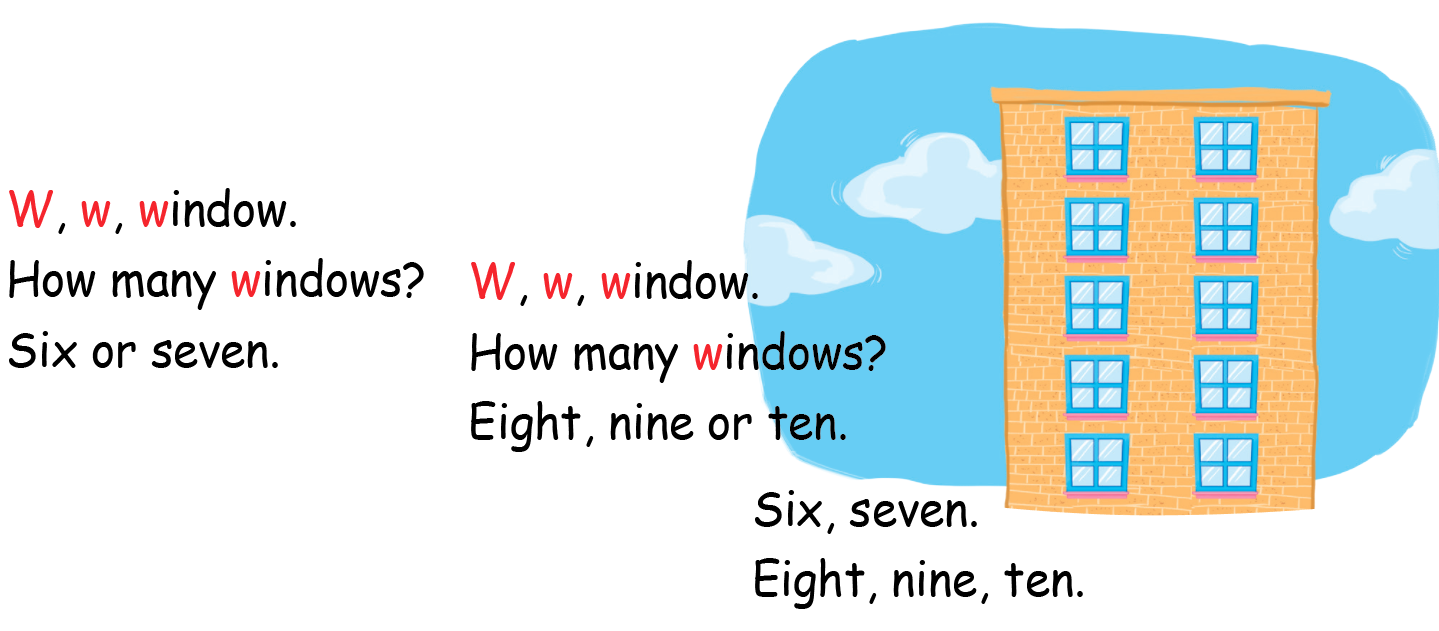 W, w, window.
How many windows?
Six or seven.
W, w, window.
How many windows?
Eight, nine or ten.
Six, seven.
Eight, nine, ten.